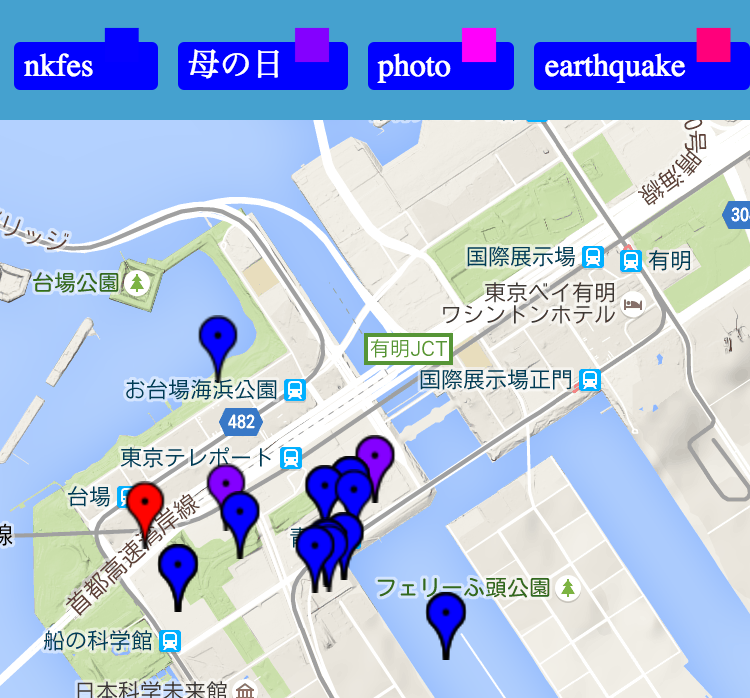 nkfes
母の日
photo
earthquake
0号晴海線
リッジ
304
国際展示場
有明
台場公園
東京ベイ有明
ワシントンホテル
有明JCT
国際展示場正門
お台場海浜公園
482
東京テレポート
台場
線
首都高速湾岸線
青
フェリーふ頭公園
船の科学館
日本科学未来館